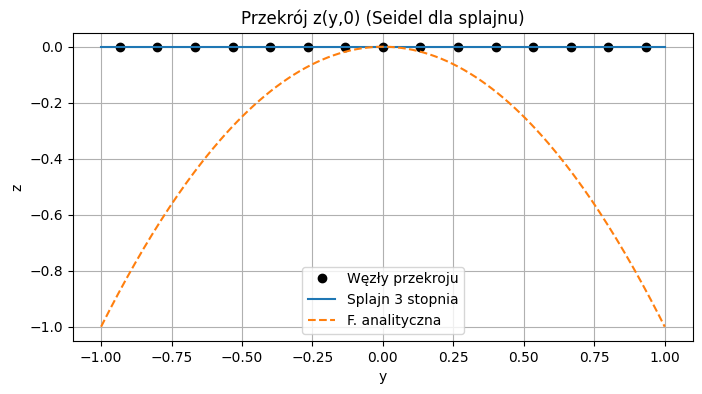 Przekrój z(y,0) (Seidel dla splajnu)
0.0
−0.2
−0.4
−0.6
−0.8
−1.0
z
Węzły przekroju
Splajn 3 stopnia
F. analityczna
−1.00 −0.75 −0.50 −0.25 0.00 0.25 0.50 0.75 1.00
y